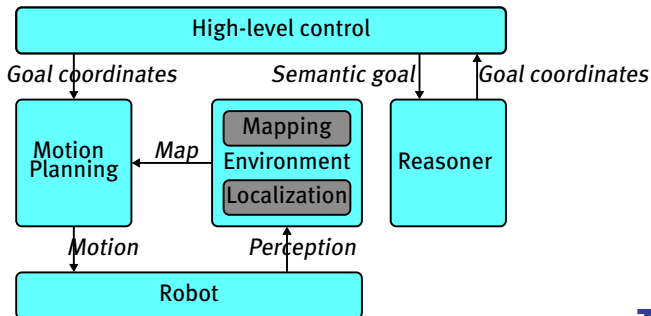 High-level control
Goal coordinates
Semantic goal
Goal coordinates
Mapping
Motion
Planning
Map
Environment
Reasoner
Localization
Motion
Perception
Robot